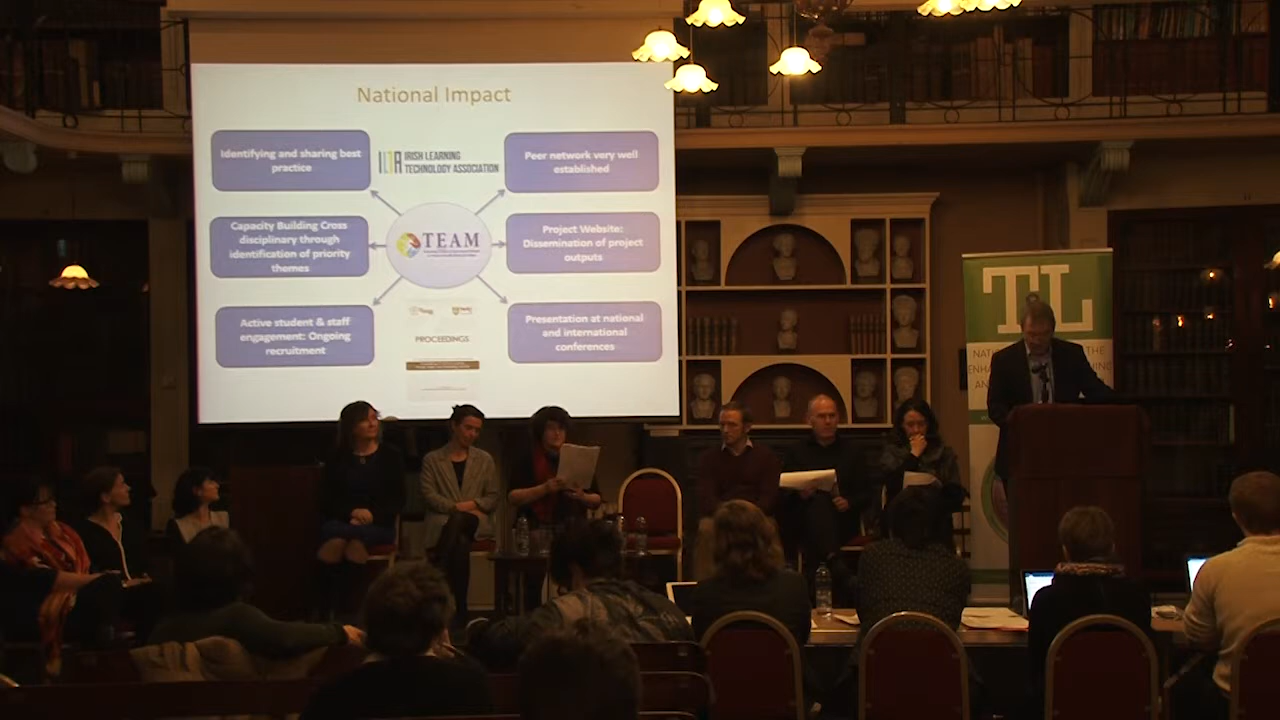 National Impact
Identifying and sharing best
practice
ILTA IRISH LEARNING
TECHNOLOGY ASSOCIATION
Peer network very well
established
Capacity Building Cross
disciplinary through
identification of priority
themes
TEAM
Project Website:
Dissemination of project
outputs
Active student & staff
engagement: Ongoing
recruitment
PROCEEDINGS
Presentation at national
and international
conferences
TL
THE